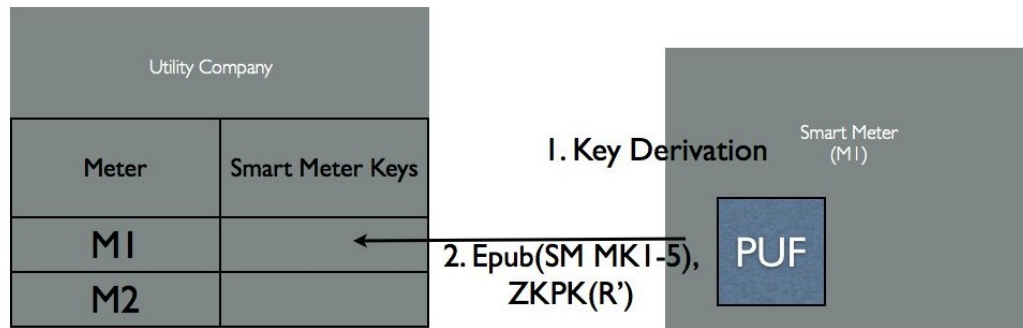 Utility Company
Meter Smart Meter Keys
M1
M2
1. Key Derivation
2. Epub(SM MK1-5),
ZKPK(R')
Smart Meter
(M1)
PUF